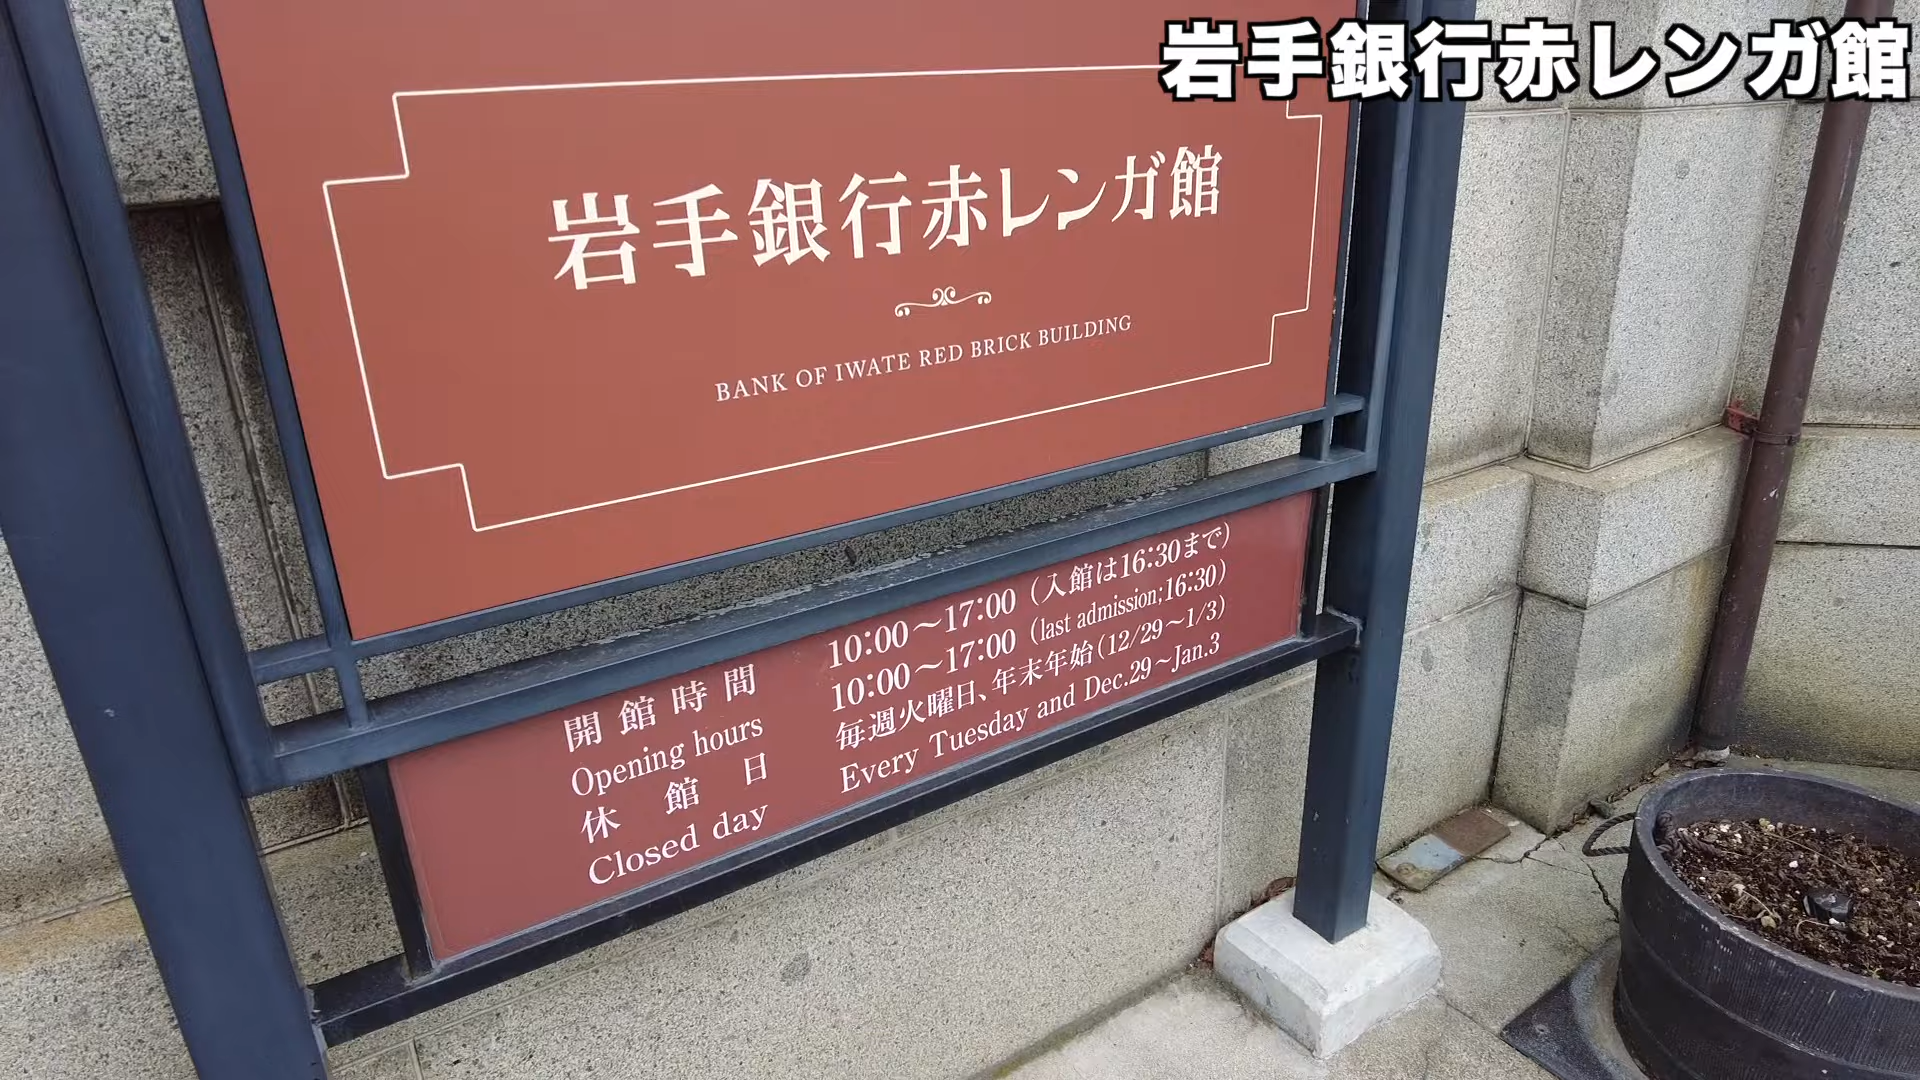 岩手銀行赤レンガ館
岩手銀行赤レンガ館
BANK OF IWATE RED BRICK BUILDING
開館時間 10:00～17:00（入館は16:30まで）
Opening hours 10:00～17:00（last admission;16:30）
休館日 毎週火曜日、年末年始（12/29～1/3）
Closed day Every Tuesday and Dec.29～Jan.3